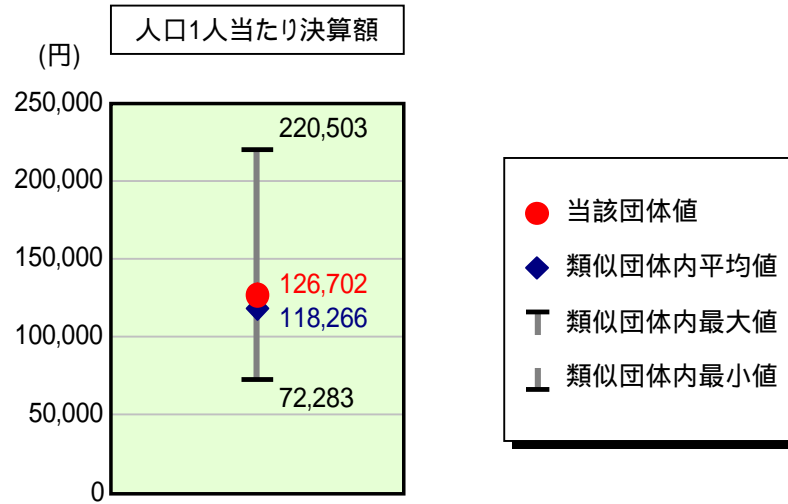 人口1人当たり決算額
(円)
250,000
220,503
200,000
150,000
126,702
118,266
100,000
72,283
50,000
0
当該団体値
類似団体内平均値
類似団体内最大値
類似団体内最小値